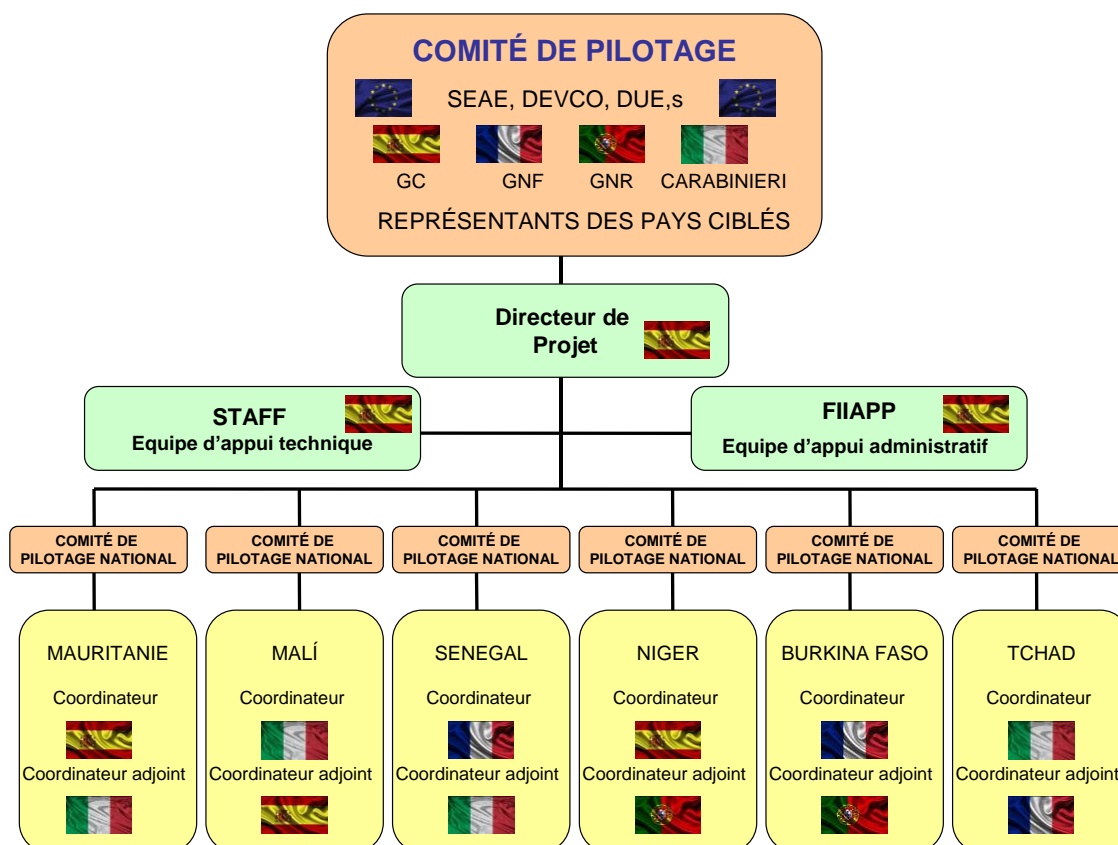 COMITÉ DE PILOTAGE
SEAE, DEVCO, DUE,s
GC GNF GNR CARABINIERI
REPRÉSENTANTS DES PAYS CIBLÉS
Directeur de
Projet
STAFF
Equipe d’appui technique
FIIAPP
Equipe d’appui administratif
COMITÉ DE
PILOTAGE NATIONAL
COMITÉ DE
PILOTAGE NATIONAL
COMITÉ DE
PILOTAGE NATIONAL
COMITÉ DE
PILOTAGE NATIONAL
COMITÉ DE
PILOTAGE NATIONAL
COMITÉ DE
PILOTAGE NATIONAL
MAURITANIE
Coordinateur
Coordinateur adjoint
MALÍ
Coordinateur
Coordinateur adjoint
SENEGAL
Coordinateur
Coordinateur adjoint
NIGER
Coordinateur
Coordinateur adjoint
BURKINA FASO
Coordinateur
Coordinateur adjoint
TCHAD
Coordinateur
Coordinateur adjoint